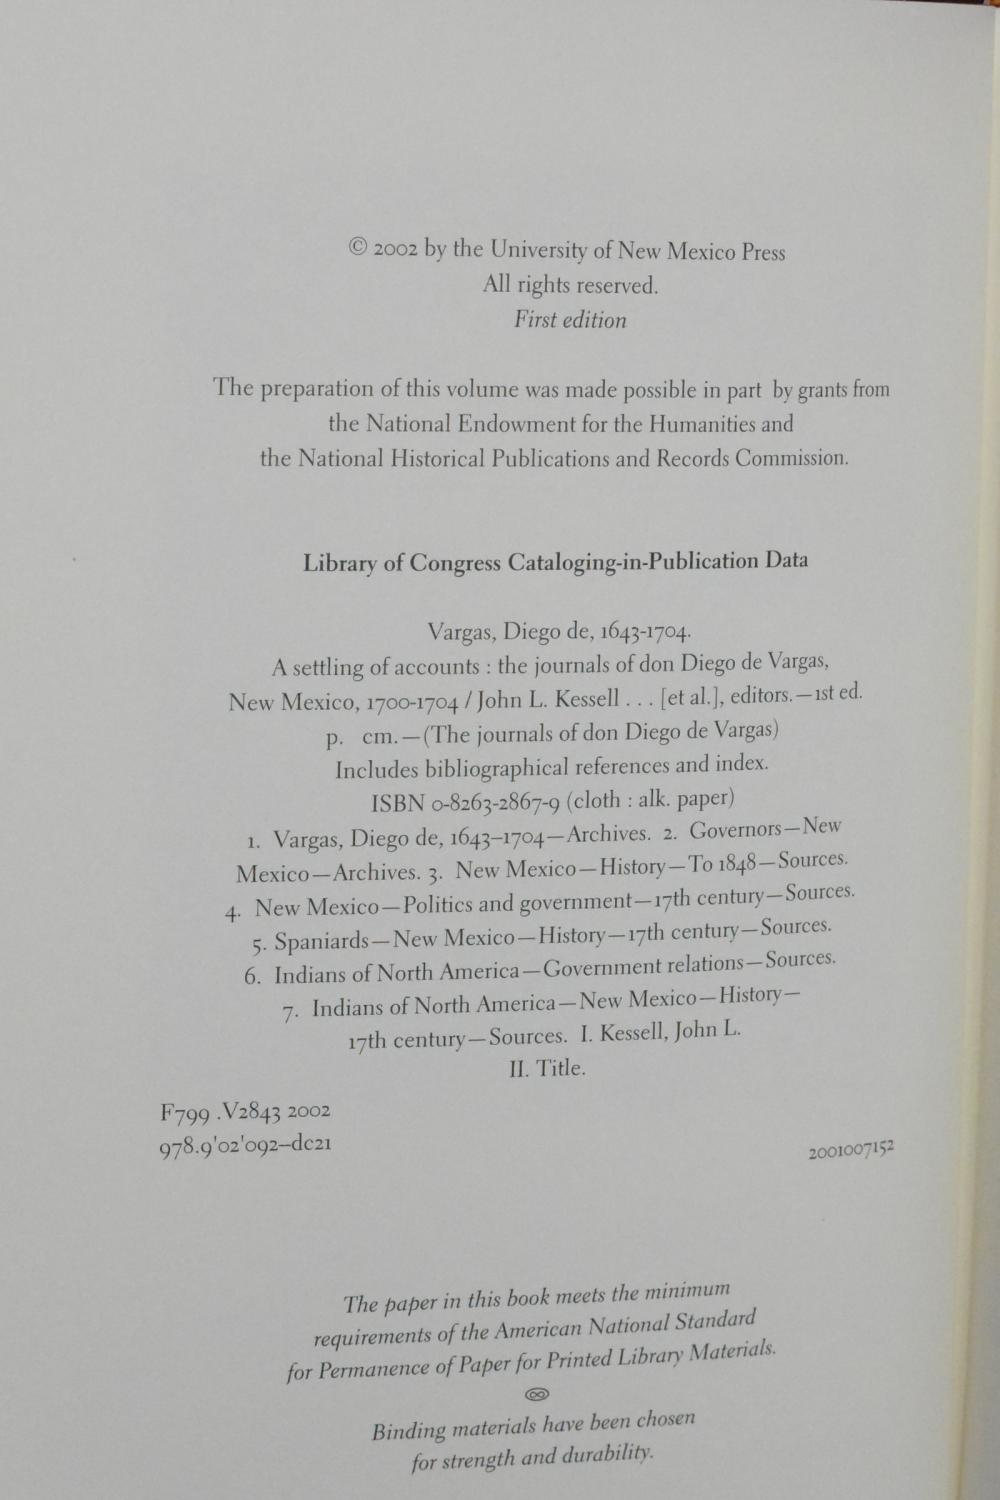 © 2002 by the University of New Mexico Press
All rights reserved.
First edition
The preparation of this volume was made possible in part by grants from
the National Endowment for the Humanities and
the National Historical Publications and Records Commission.
Library of Congress Cataloging-in-Publication Data
Vargas, Diego de, 1643-1704.
A settling of accounts : the journals of don Diego de Vargas,
New Mexico, 1700-1704 / John L. Kessell . . . [et al.], editors.—1st ed.
p. cm.—(The journals of don Diego de Vargas)
Includes bibliographical references and index.
ISBN 0-8263-2867-9 (cloth : alk. paper)
1. Vargas, Diego de, 1643–1704—Archives. 2. Governors—New
Mexico—Archives. 3. New Mexico—History—To 1848—Sources.
4. New Mexico—Politics and government—17th century—Sources.
5. Spaniards—New Mexico—History—17th century—Sources.
6. Indians of North America—Government relations—Sources.
7. Indians of North America—New Mexico—History—
17th century—Sources. I. Kessell, John L.
II. Title.
F799 .V2843 2002
978.9'02'092–dc21
2001007152
The paper in this book meets the minimum
requirements of the American National Standard
for Permanence of Paper for Printed Library Materials.
Binding materials have been chosen
for strength and durability.